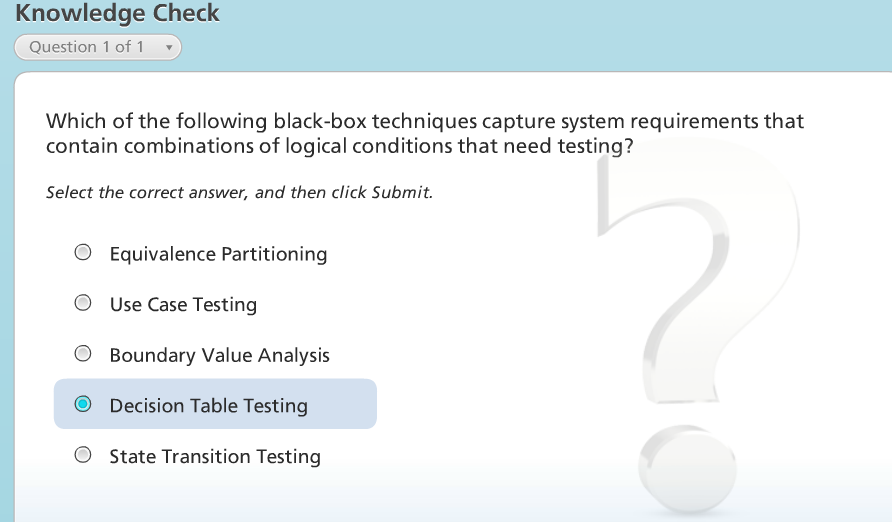 Knowledge Check
Question 1 of 1
Which of the following black-box techniques capture system requirements that
contain combinations of logical conditions that need testing?
Select the correct answer, and then click Submit.
Equivalence Partitioning
Use Case Testing
Boundary Value Analysis
Decision Table Testing
State Transition Testing